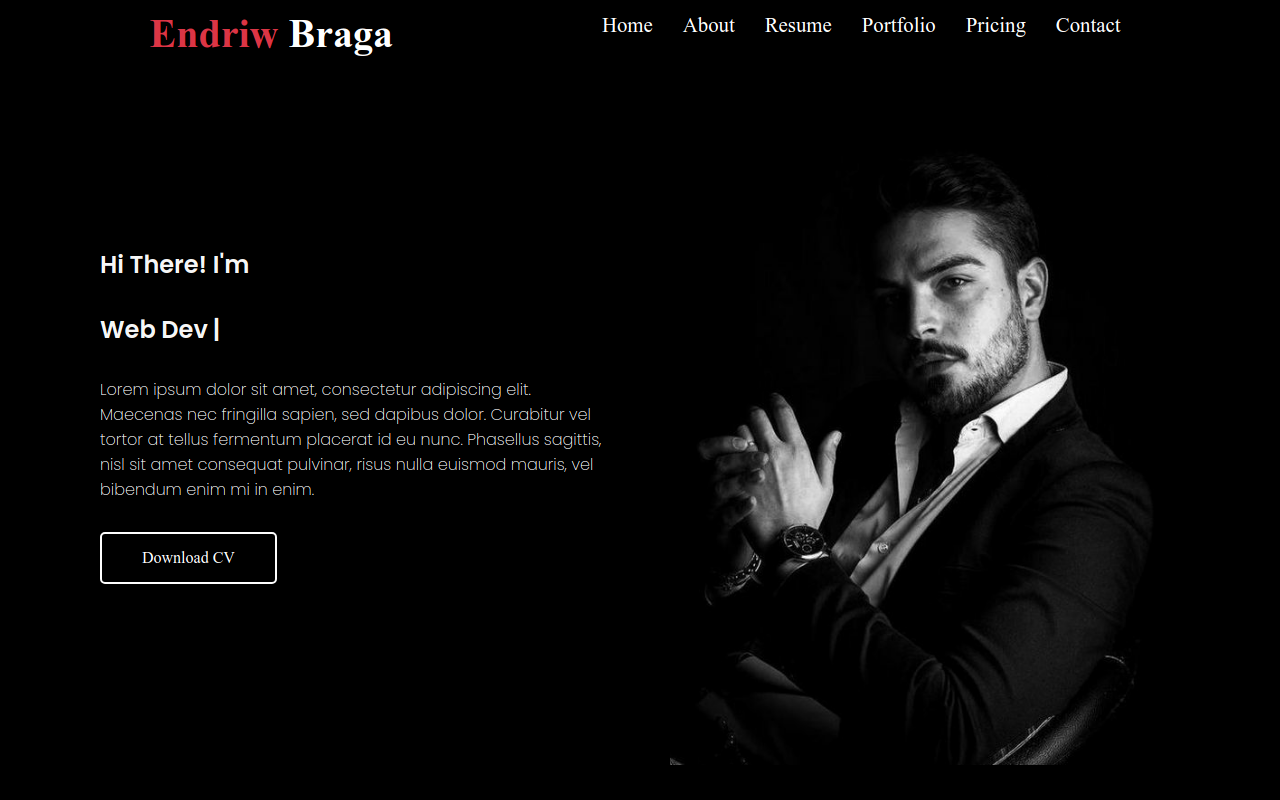 Endriw Braga
Home About Resume Portfolio Pricing Contact
Hi There! I'm
Web Dev |
Lorem ipsum dolor sit amet, consectetur adipiscing elit.
Maecenas nec fringilla sapien, sed dapibus dolor. Curabitur vel
tortor at tellus fermentum placerat id eu nunc. Phasellus sagittis,
nisl sit amet consequat pulvinar, risus nulla euismod mauris, vel
bibendum enim mi in enim.
Download CV